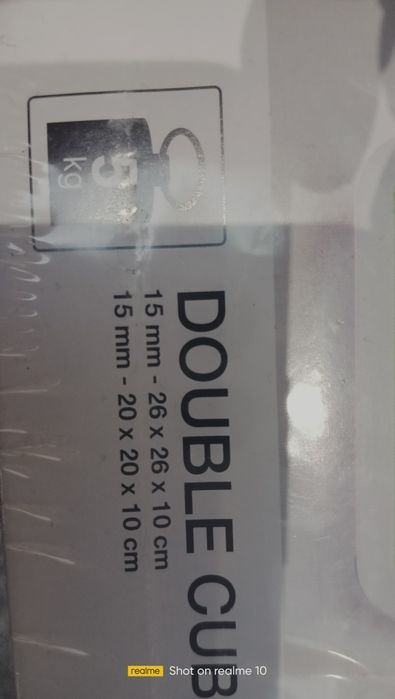 5
kg
DOUBLE CUB
15 mm - 26 x 26 x 10 cm
15 mm - 20 x 20 x 10 cm
realme Shot on realme 10